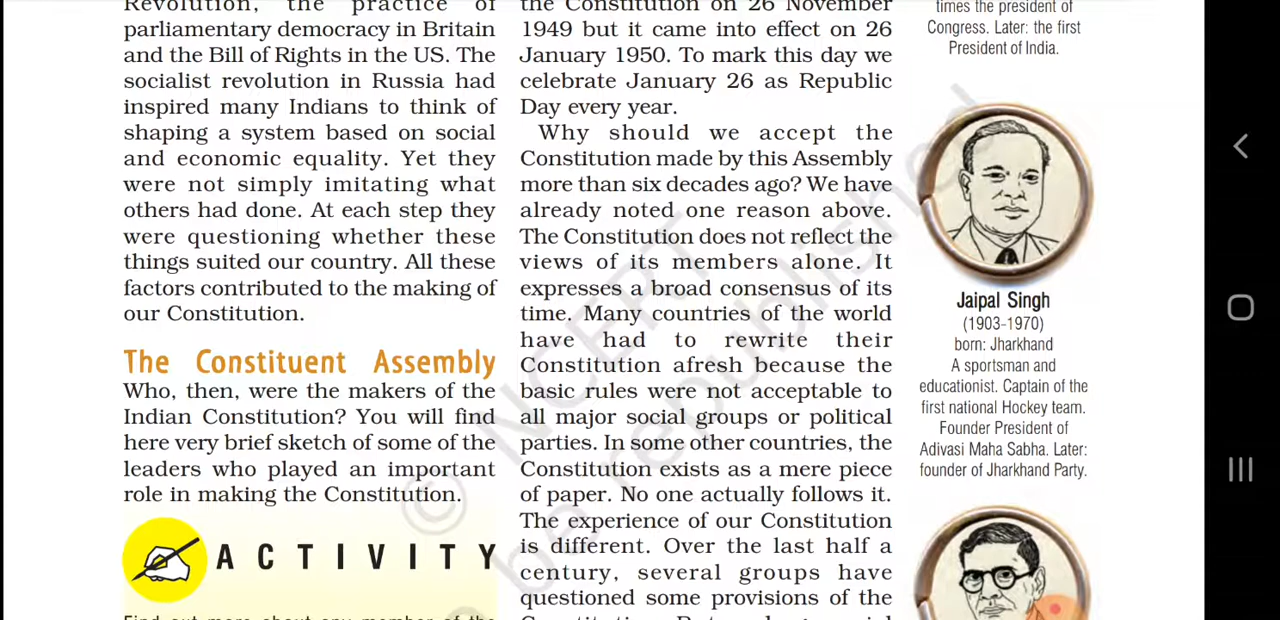 Revolution, the practice of
parliamentary democracy in Britain
and the Bill of Rights in the US. The
socialist revolution in Russia had
inspired many Indians to think of
shaping a system based on social
and economic equality. Yet they
were not simply imitating what
others had done. At each step they
were questioning whether these
things suited our country. All these
factors contributed to the making of
our Constitution.
The Constituent Assembly
Who, then, were the makers of the
Indian Constitution? You will find
here very brief sketch of some of the
leaders who played an important
role in making the Constitution.
ACTIVITY
Find out more about any member of the
the Constitution on 26 November
1949 but it came into effect on 26
January 1950. To mark this day we
celebrate January 26 as Republic
Day every year.
Why should we accept the
Constitution made by this Assembly
more than six decades ago? We have
already noted one reason above.
The Constitution does not reflect the
views of its members alone. It
expresses a broad consensus of its
time. Many countries of the world
have had to rewrite their
Constitution afresh because the
basic rules were not acceptable to
all major social groups or political
parties. In some other countries, the
Constitution exists as a mere piece
of paper. No one actually follows it.
The experience of our Constitution
is different. Over the last half a
century, several groups have
questioned some provisions of the
times the president of
Congress. Later: the first
President of India.
Jaipal Singh
(1903-1970)
born: Jharkhand
A sportsman and
educationist. Captain of the
first national Hockey team.
Founder President of
Adivasi Maha Sabha. Later:
founder of Jharkhand Party.
© NCERT
be republished